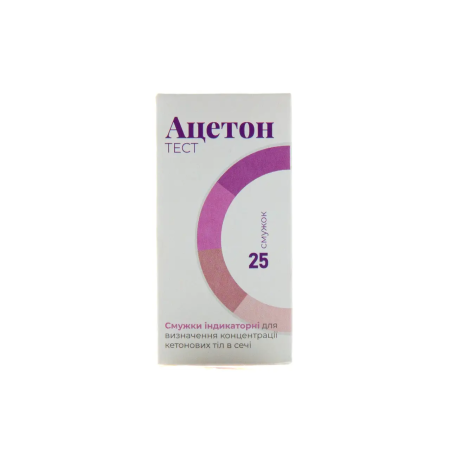 Ацетон
ТЕСТ
25 смужок
Смужки індикаторні для
визначення концентрації
кетонових тіл в сечі